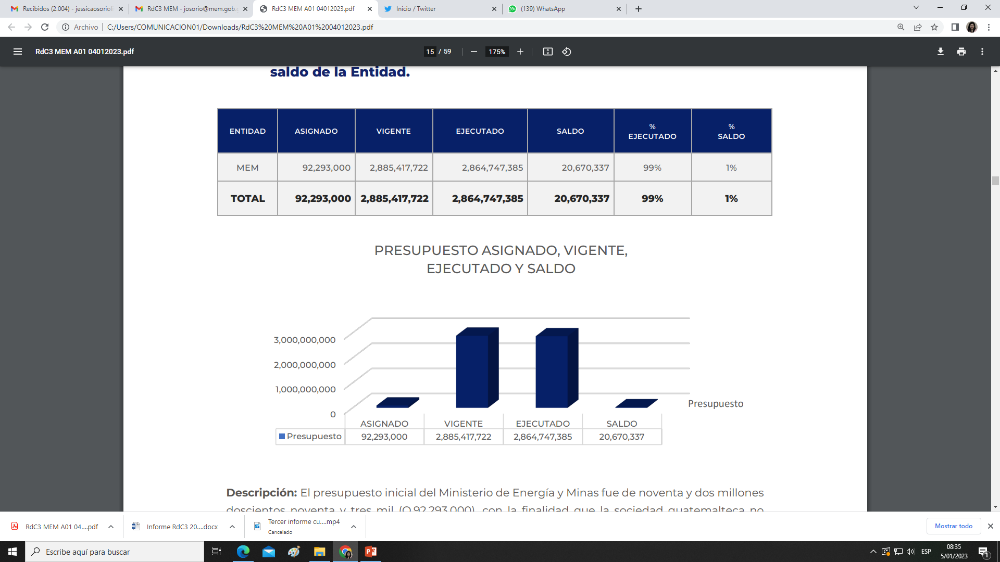 Recibidos (2.004) - jessicaosorioli
RdC3 MEM - josorio@mem.gob.g
RdC3 MEM A01 04012023.pdf
Inicio / Twitter
99+
(139) WhatsApp
Archivo
C:/Users/COMUNICACION01/Downloads/RdC3%20MEM%20A01%2004012023.pdf
RdC3 MEM A01 04012023.pdf
15 / 59
175%
saldo de la Entidad.
ENTIDAD ASIGNADO VIGENTE EJECUTADO SALDO % EJECUTADO % SALDO
MEM 92,293,000 2,885,417,722 2,864,747,385 20,670,337 99% 1%
TOTAL 92,293,000 2,885,417,722 2,864,747,385 20,670,337 99% 1%
PRESUPUESTO ASIGNADO, VIGENTE,
EJECUTADO Y SALDO
3,000,000,000
2,000,000,000
1,000,000,000
0
Presupuesto
ASIGNADO VIGENTE EJECUTADO SALDO
Presupuesto 92,293,000 2,885,417,722 2,864,747,385 20,670,337
Descripción: El presupuesto inicial del Ministerio de Energía y Minas fue de noventa y dos millones
doscientos noventa y tres mil (Q.92,293,000), con la finalidad que la sociedad guatemalteca no
RdC3 MEM A01 04....pdf
Informe RdC3 20....docx
Tercer informe cu....mp4
Cancelado
Mostrar todo
Escribe aquí para buscar
ESP
08:35
5/01/2023
1